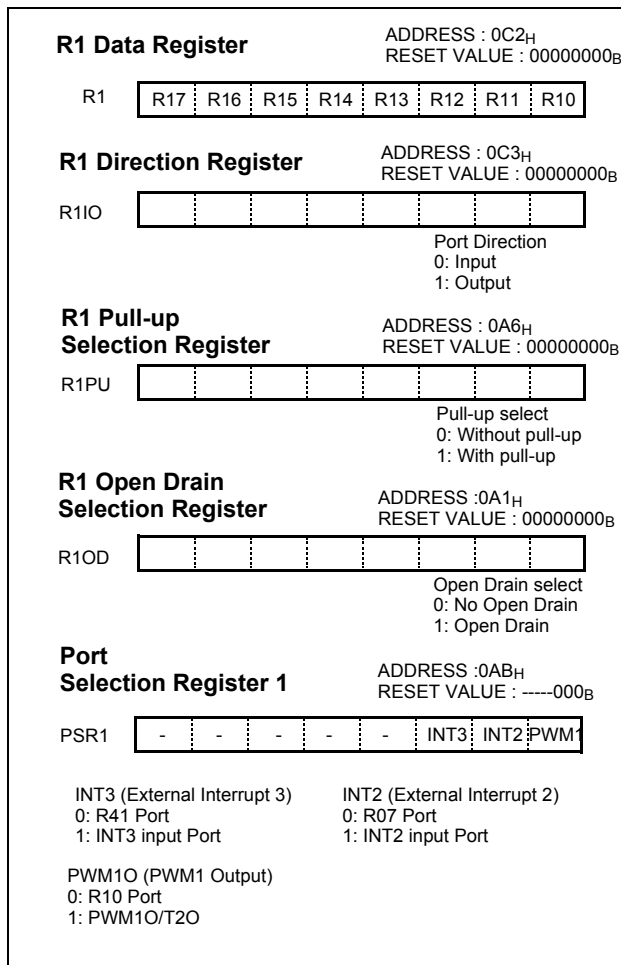 R1 Data Register
ADDRESS : 0C2H
RESET VALUE : 00000000B
R1 R17 R16 R15 R14 R13 R12 R11 R10
R1 Direction Register
ADDRESS : 0C3H
RESET VALUE : 00000000B
R1IO
Port Direction
0: Input
1: Output
R1 Pull-up
Selection Register
ADDRESS : 0A6H
RESET VALUE : 00000000B
R1PU
Pull-up select
0: Without pull-up
1: With pull-up
R1 Open Drain
Selection Register
ADDRESS :0A1H
RESET VALUE : 00000000B
R1OD
Open Drain select
0: No Open Drain
1: Open Drain
Port
Selection Register 1
ADDRESS :0ABH
RESET VALUE : -----000B
PSR1 - - - - - INT3 INT2 PWM1
INT3 (External Interrupt 3)
0: R41 Port
1: INT3 input Port
INT2 (External Interrupt 2)
0: R07 Port
1: INT2 input Port
PWM1O (PWM1 Output)
0: R10 Port
1: PWM1O/T2O